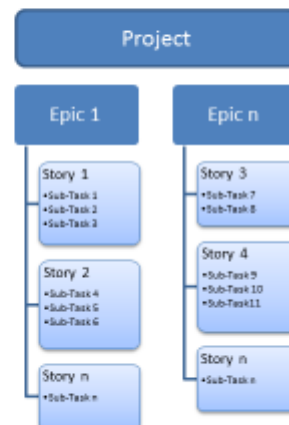 Project
Epic 1
Story 1
•Sub-Task 1
•Sub-Task 2
•Sub-Task 3
Story 2
•Sub-Task 4
•Sub-Task 5
•Sub-Task 6
Story n
•Sub-Task n
Epic n
Story 3
•Sub-Task 7
•Sub-Task 8
Story 4
•Sub-Task 9
•Sub-Task 10
•Sub-Task11
Story n
•Sub-Task n